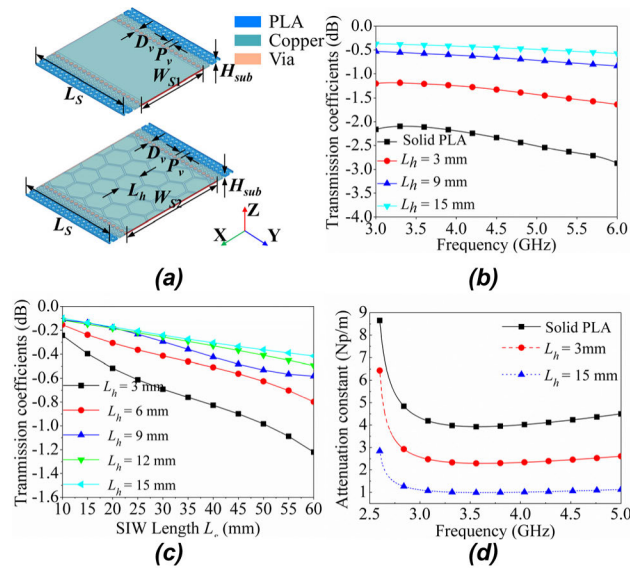 (a)
PLA
Copper
Via
D_v
P_v
W_S1
H_sub
L_S
D_v
P_v
L_h
W_S2
H_sub
L_S
Z
X
Y
(b)
Transmission coefficients (dB)
0.0
-0.5
-1.0
-1.5
-2.0
-2.5
-3.0
-3.5
-4.0
Solid PLA
L_h = 3 mm
L_h = 9 mm
L_h = 15 mm
3.0 3.5 4.0 4.5 5.0 5.5 6.0
Frequency (GHz)
(c)
Tranmission coefficients (dB)
0.0
-0.2
-0.4
-0.6
-0.8
-1.0
-1.2
-1.4
-1.6
L_h = 3 mm
L_h = 6 mm
L_h = 9 mm
L_h = 12 mm
L_h = 15 mm
10 15 20 25 30 35 40 45 50 55 60
SIW Length L_s (mm)
(d)
Attenuation constant (Np/m)
9
8
7
6
5
4
3
2
1
Solid PLA
L_h = 3mm
L_h = 15 mm
2.5 3.0 3.5 4.0 4.5 5.0
Frequency (GHz)